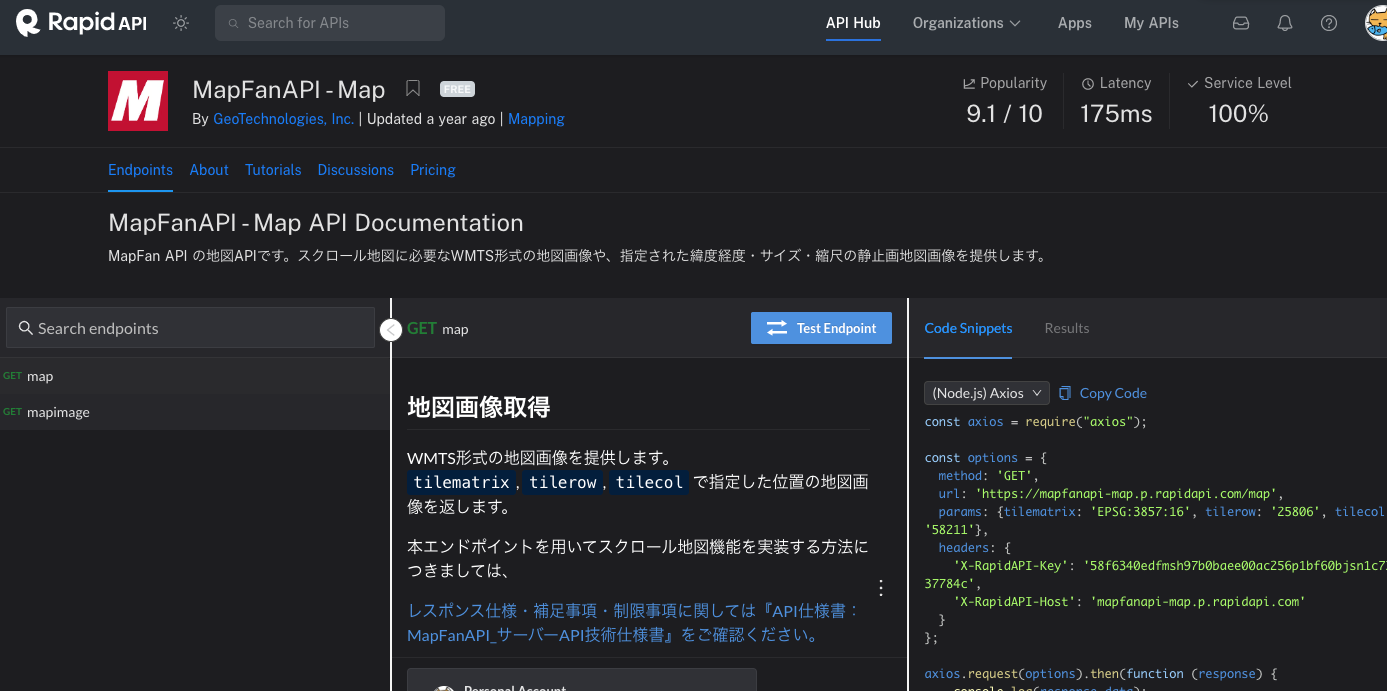 Rapid API
Search for APIs
API Hub
Organizations
Apps
My APIs
M
MapFanAPI - Map
FREE
By GeoTechnologies, Inc. | Updated a year ago | Mapping
Popularity
9.1 / 10
Latency
175ms
Service Level
100%
Endpoints
About
Tutorials
Discussions
Pricing
MapFanAPI - Map API Documentation
MapFan API の地図APIです。スクロール地図に必要なWMTS形式の地図画像や、指定された緯度経度・サイズ・縮尺の静止画地図画像を提供します。
Search endpoints
GET map
GET mapimage
GET map
Test Endpoint
地図画像取得
WMTS形式の地図画像を提供します。
tilematrix, tilerow, tilecol で指定した位置の地図画
像を返します。
本エンドポイントを用いてスクロール地図機能を実装する方法に
つきましては、
レスポンス仕様・補足事項・制限事項に関しては『API仕様書：
MapFanAPI_サーバーAPI技術仕様書』をご確認ください。
Personal Account
Code Snippets
Results
(Node.js) Axios
Copy Code
const axios = require("axios");
const options = {
method: 'GET',
url: 'https://mapfanapi-map.p.rapidapi.com/map',
params: {tilematrix: 'EPSG:3857:16', tilerow: '25806', tilecol
'58211'},
headers: {
'X-RapidAPI-Key': '58f6340edfmsh97b0baee00ac256p1bf60bjsn1c7
37784c',
'X-RapidAPI-Host': 'mapfanapi-map.p.rapidapi.com'
}
};
axios.request(options).then(function (response) {
console.log(response.data);